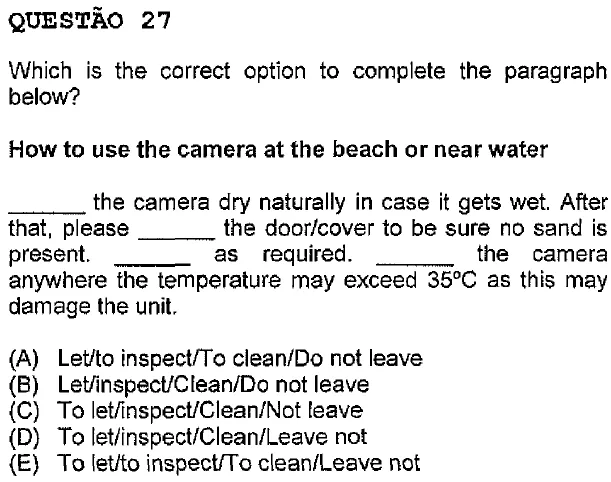 QUESTÃO 27
Which is the correct option to complete the paragraph
below?
How to use the camera at the beach or near water
_______ the camera dry naturally in case it gets wet. After
that, please _______ the door/cover to be sure no sand is
present. _______ as required. _______ the camera
anywhere the temperature may exceed 35ºC as this may
damage the unit.
(A) Let/to inspect/To clean/Do not leave
(B) Let/inspect/Clean/Do not leave
(C) To let/inspect/Clean/Not leave
(D) To let/inspect/Clean/Leave not
(E) To let/to inspect/To clean/Leave not